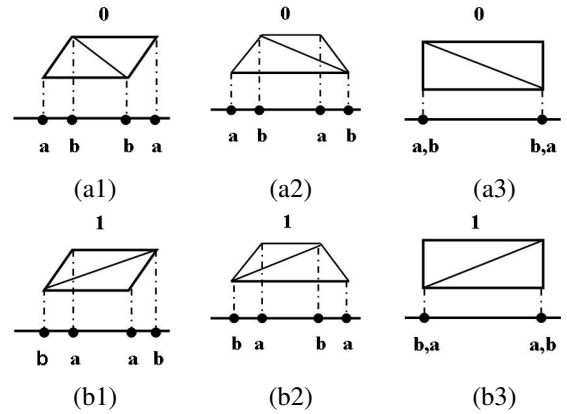 0 0 0
a b b a a b a b a,b b,a
(a1) (a2) (a3)
1 1 1
b a a b b a b a b,a a,b
(b1) (b2) (b3)